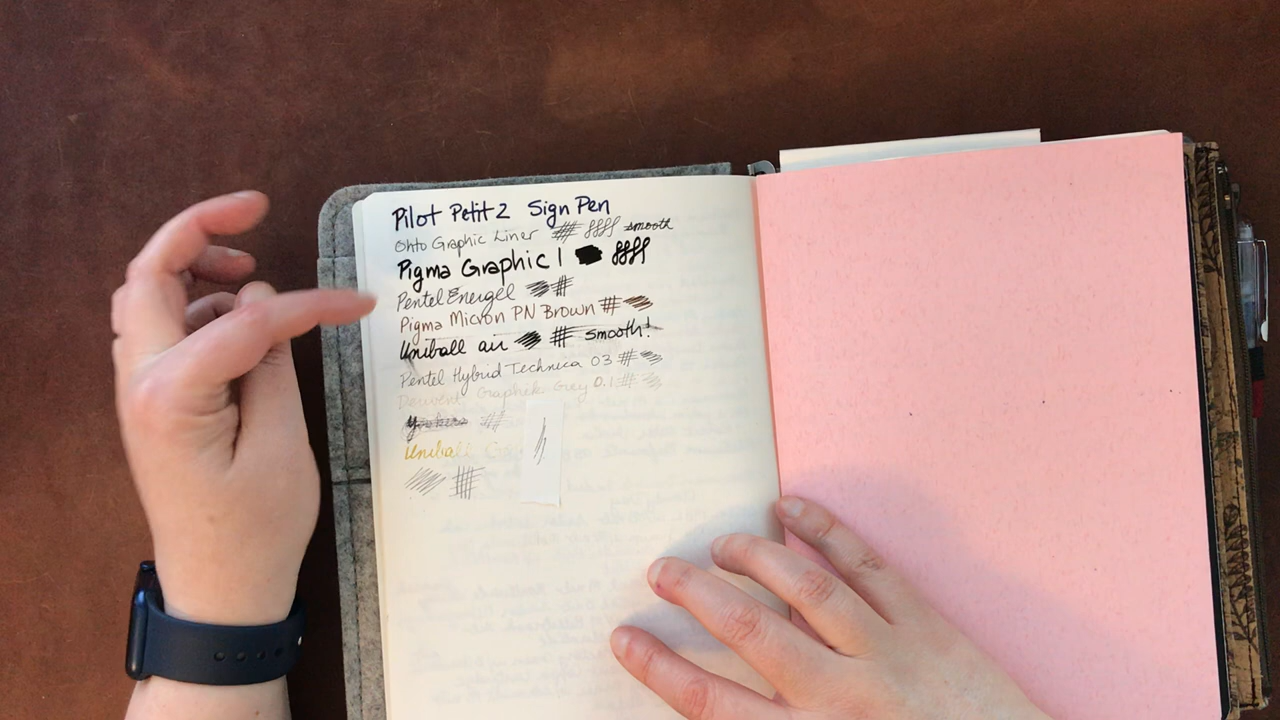 Pilot Petit 2 Sign Pen
Ohto Graphic Liner smooth
Pigma Graphic 1
Pentel Energel
Pigma Micron PN Brown
Uniball air smooth!
Pentel Hybrid Technica 03
Derwent Graphik Grey 0.1
Uniball